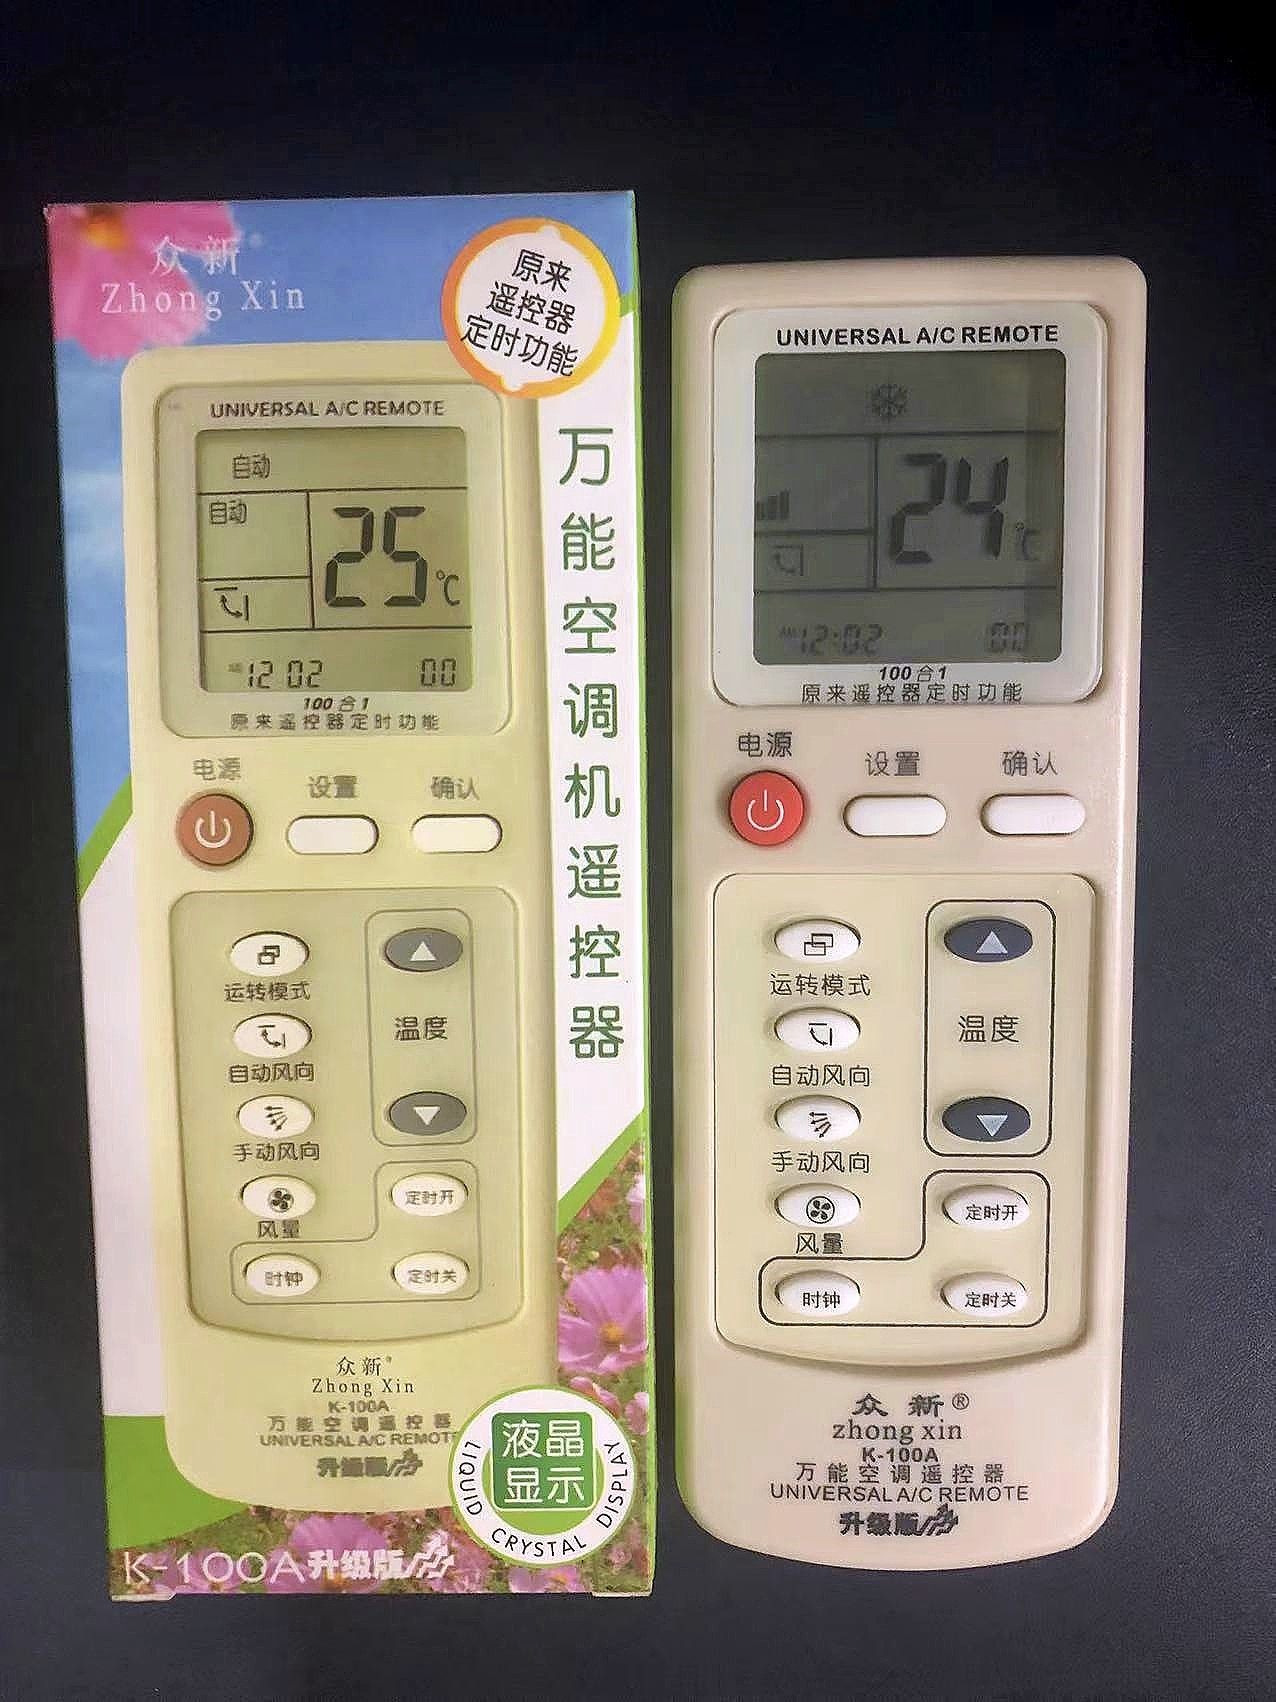 众新®
Zhong Xin
原来
遥控器
定时功能
万能空调机遥控器
UNIVERSAL A/C REMOTE
自动
自动
25℃
AM 12 02 00
100合1
原来遥控器定时功能
电源 设置 确认
运转模式
温度
自动风向
手动风向
定时开
风量
时钟 定时关
众新®
Zhong Xin
K-100A
万能空调遥控器
UNIVERSAL A/C REMOTE
升级版
液晶
显示
LIQUID CRYSTAL DISPLAY
K-100A升级版
UNIVERSAL A/C REMOTE
24℃
AM 12:02 00
100合1
原来遥控器定时功能
电源 设置 确认
运转模式
温度
自动风向
手动风向
定时开
风量
时钟 定时关
众新®
zhong xin
K-100A
万能空调遥控器
UNIVERSAL A/C REMOTE
升级版